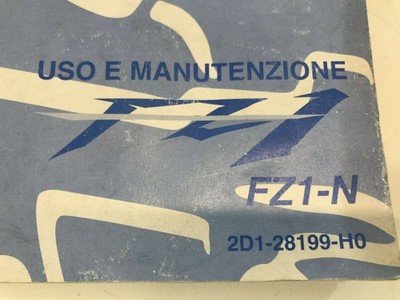 USO E MANUTENZIONE
FZ1
FZ1-N
2D1-28199-H0